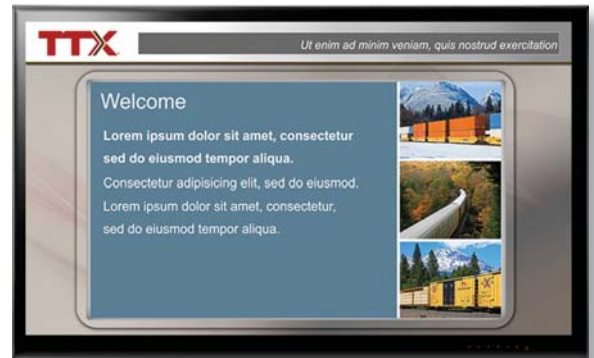 TTX
Ut enim ad minim veniam, quis nostrud exercitation
Welcome
Lorem ipsum dolor sit amet, consectetur
sed do eiusmod tempor aliqua.
Consectetur adipisicing elit, sed do eiusmod.
Lorem ipsum dolor sit amet, consectetur,
sed do eiusmod tempor aliqua.